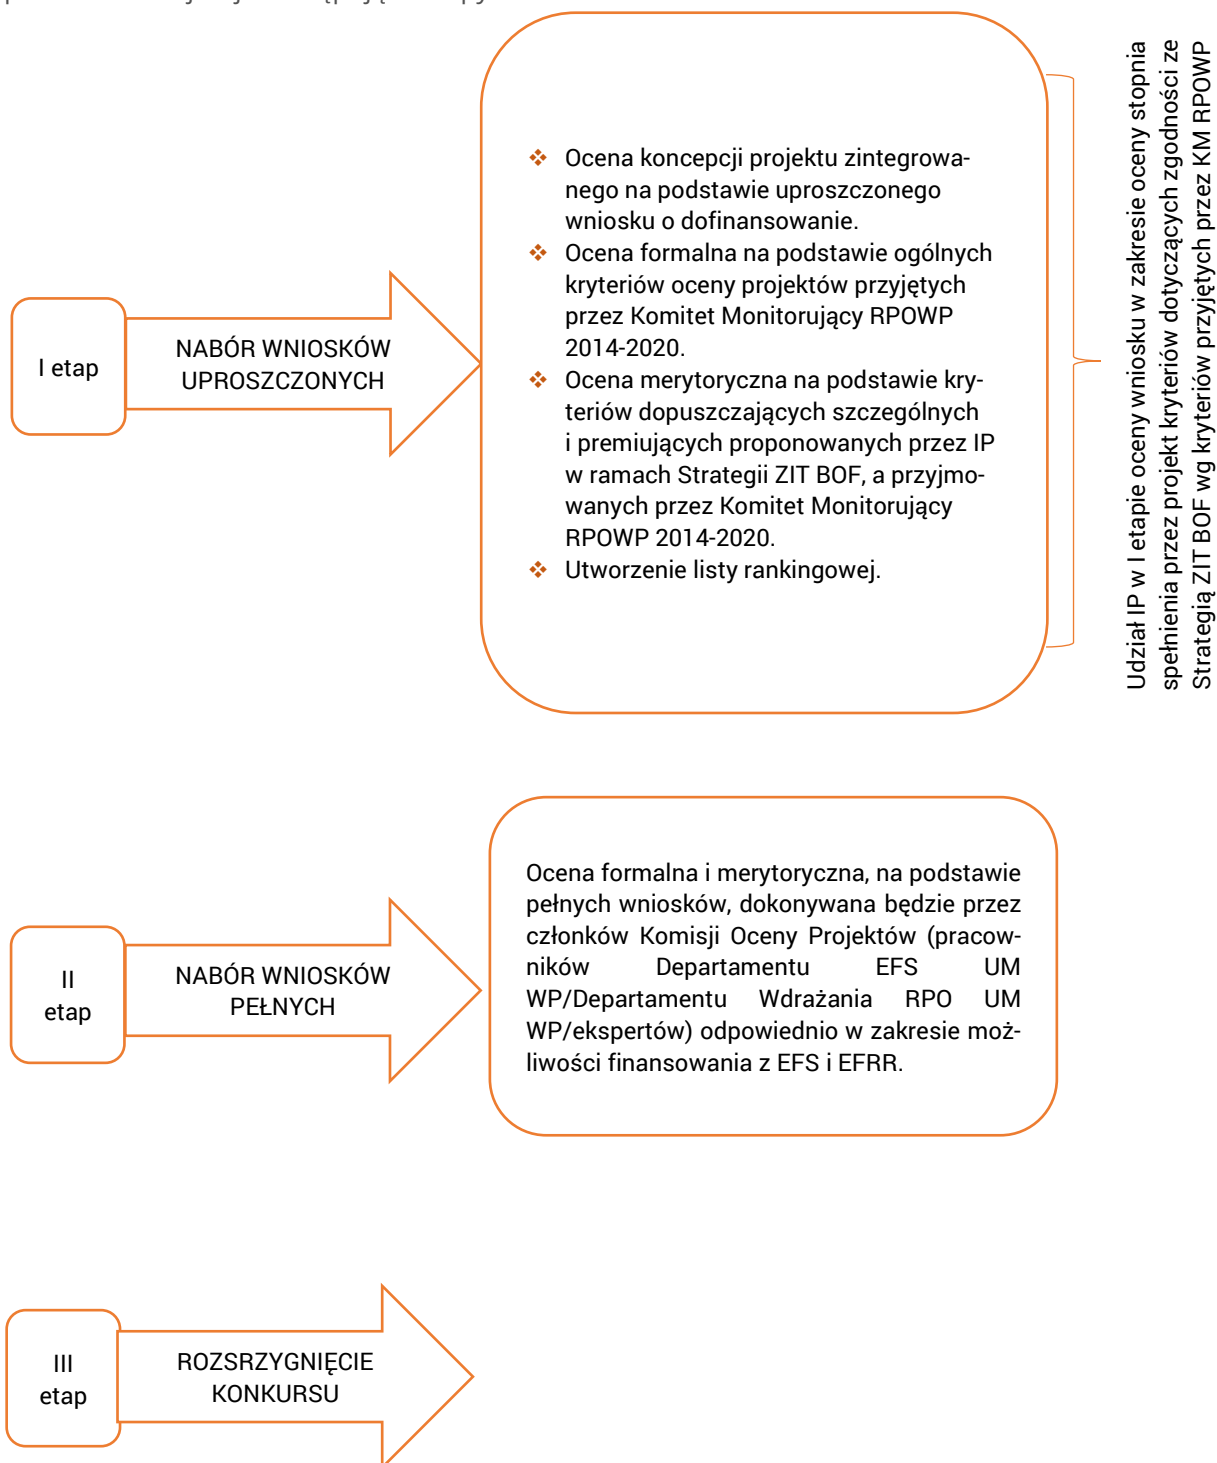 I etap
NABÓR WNIOSKÓW
UPROSZCZONYCH
❖ Ocena koncepcji projektu zintegrowa-
nego na podstawie uproszczonego
wniosku o dofinansowanie.
❖ Ocena formalna na podstawie ogólnych
kryteriów oceny projektów przyjętych
przez Komitet Monitorujący RPOWP
2014-2020.
❖ Ocena merytoryczna na podstawie kry-
teriów dopuszczających szczególnych
i premiujących proponowanych przez IP
w ramach Strategii ZIT BOF, a przyjmo-
wanych przez Komitet Monitorujący
RPOWP 2014-2020.
❖ Utworzenie listy rankingowej.
Udział IP w I etapie oceny wniosku w zakresie oceny stopnia
spełnienia przez projekt kryteriów dotyczących zgodności ze
Strategią ZIT BOF wg kryteriów przyjętych przez KM RPOWP
II
etap
NABÓR WNIOSKÓW
PEŁNYCH
Ocena formalna i merytoryczna, na podstawie
pełnych wniosków, dokonywana będzie przez
członków Komisji Oceny Projektów (pracow-
ników Departamentu EFS UM
WP/Departamentu Wdrażania RPO UM
WP/ekspertów) odpowiednio w zakresie moż-
liwości finansowania z EFS i EFRR.
III
etap
ROZSRZYGNIĘCIE
KONKURSU